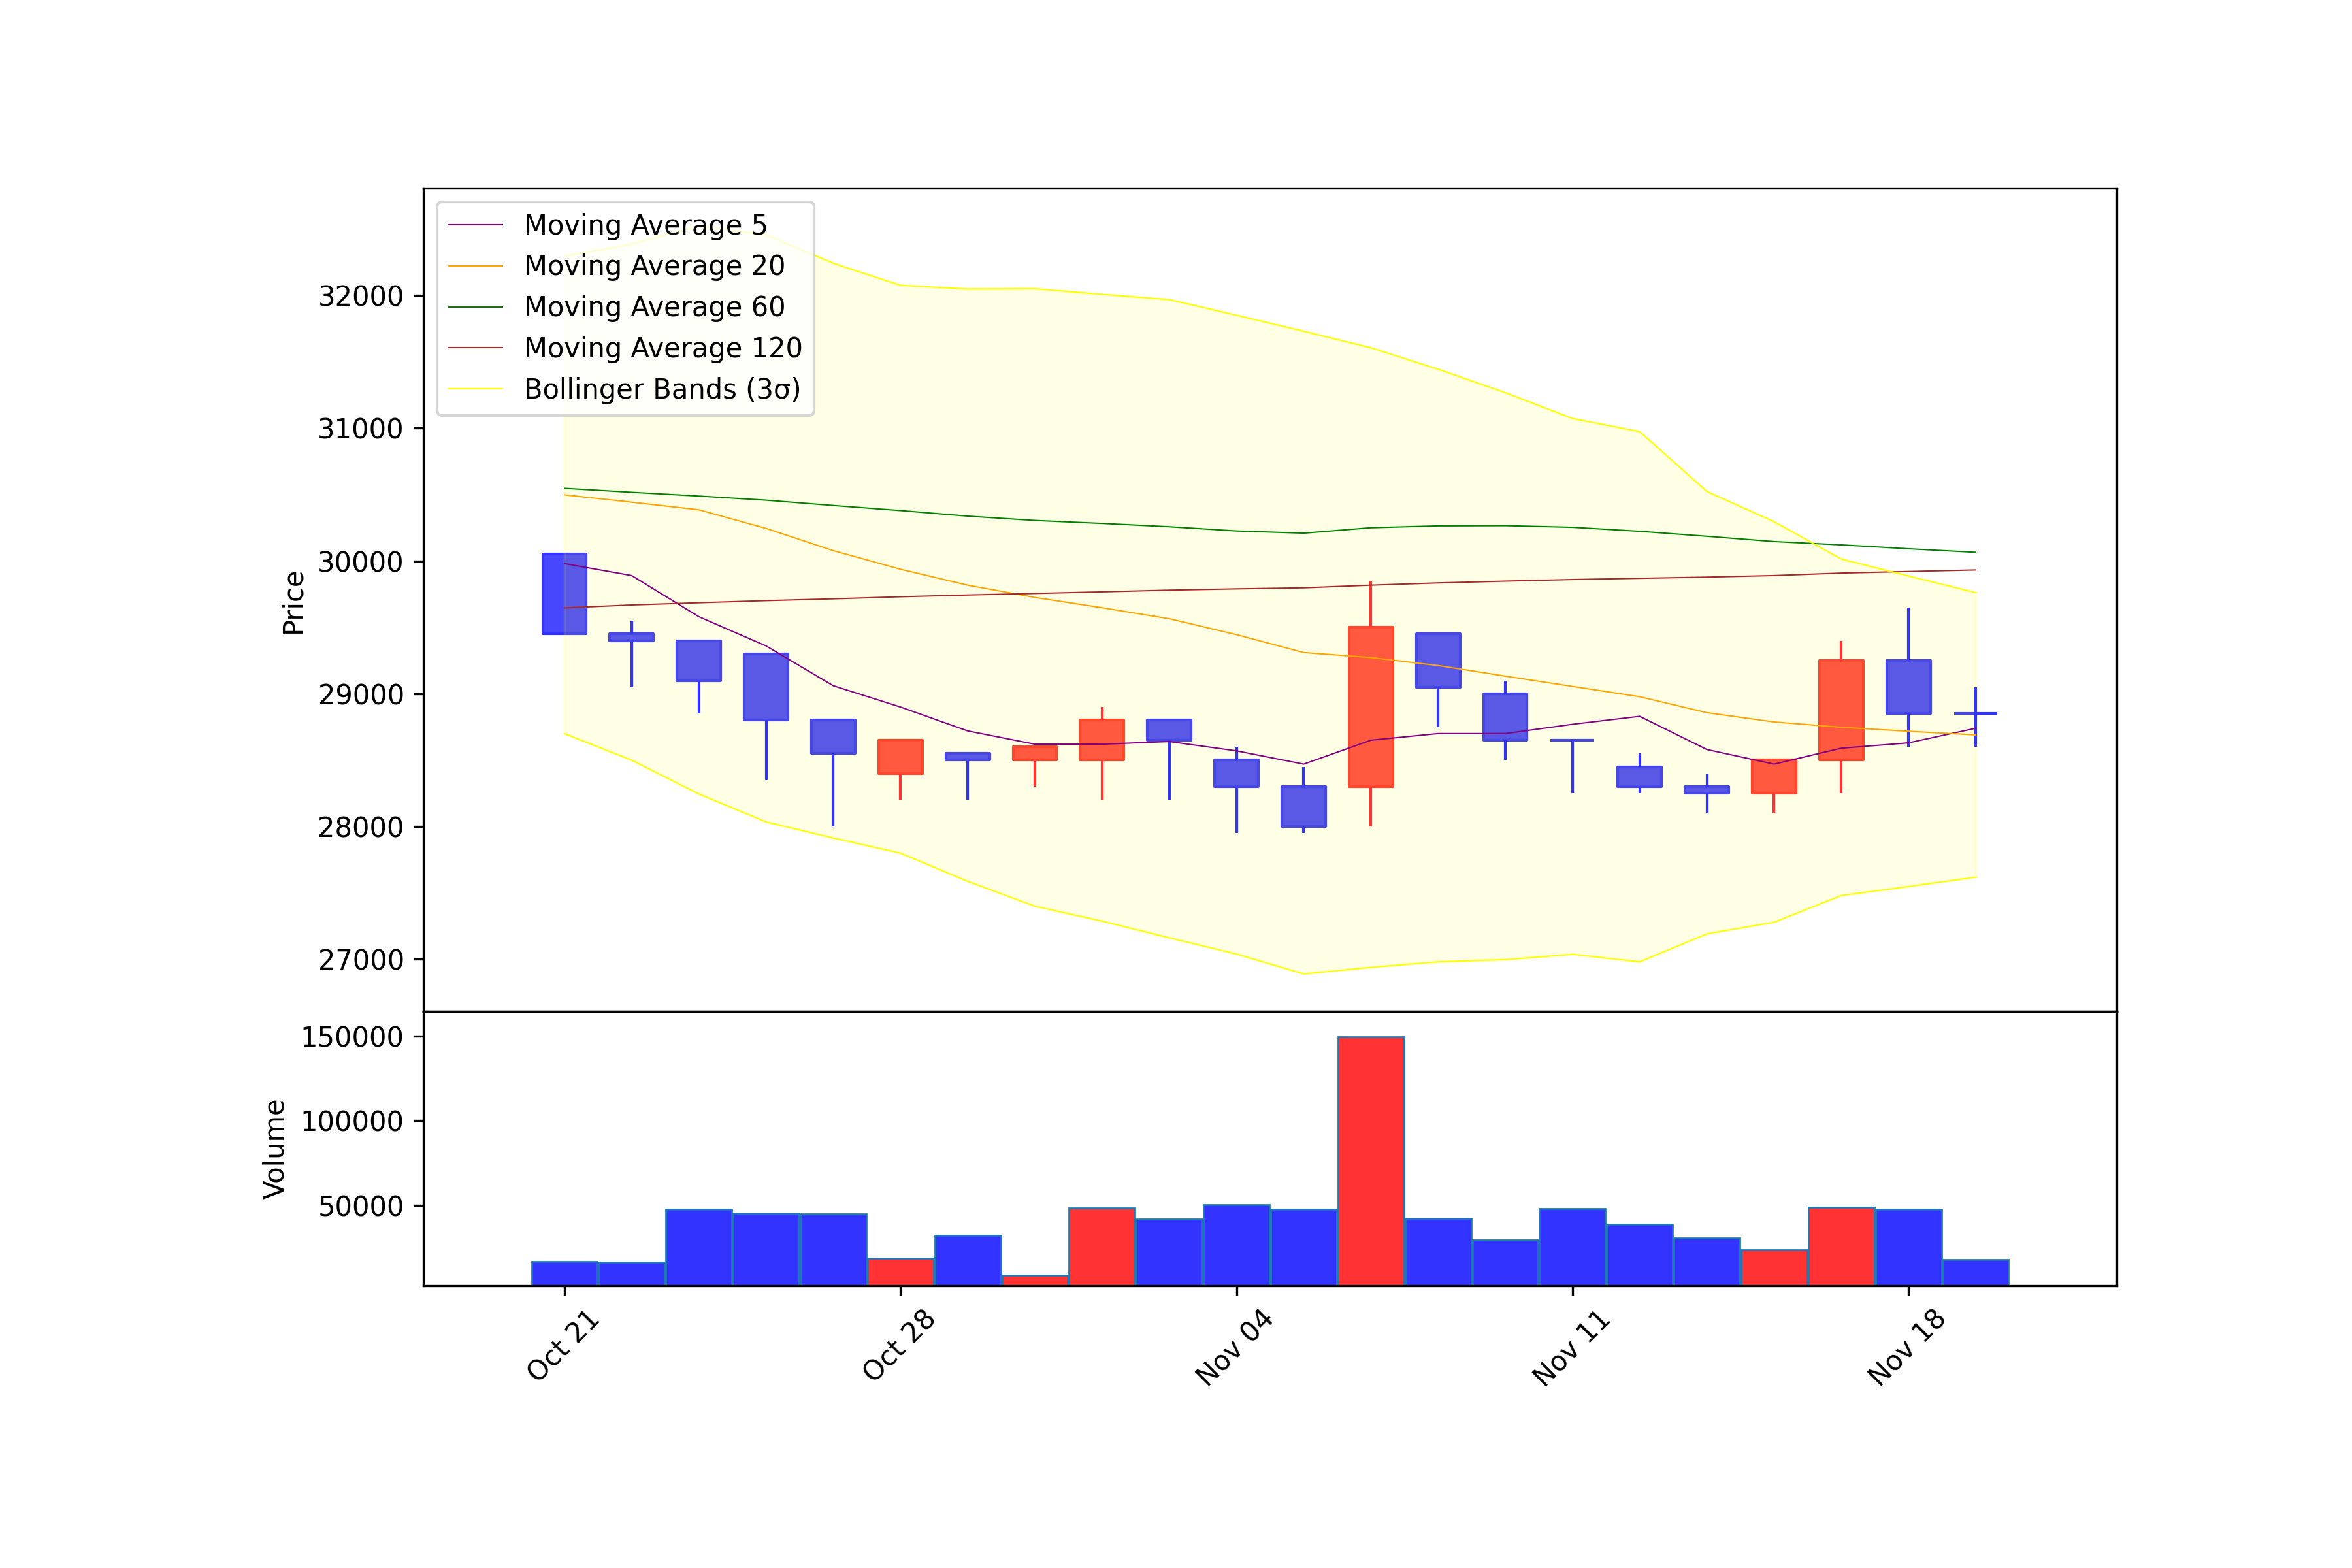 Moving Average 5
Moving Average 20
Moving Average 60
Moving Average 120
Bollinger Bands (3σ)
Price
32000
31000
30000
29000
28000
27000
Volume
150000
100000
50000
Oct 21
Oct 28
Nov 04
Nov 11
Nov 18